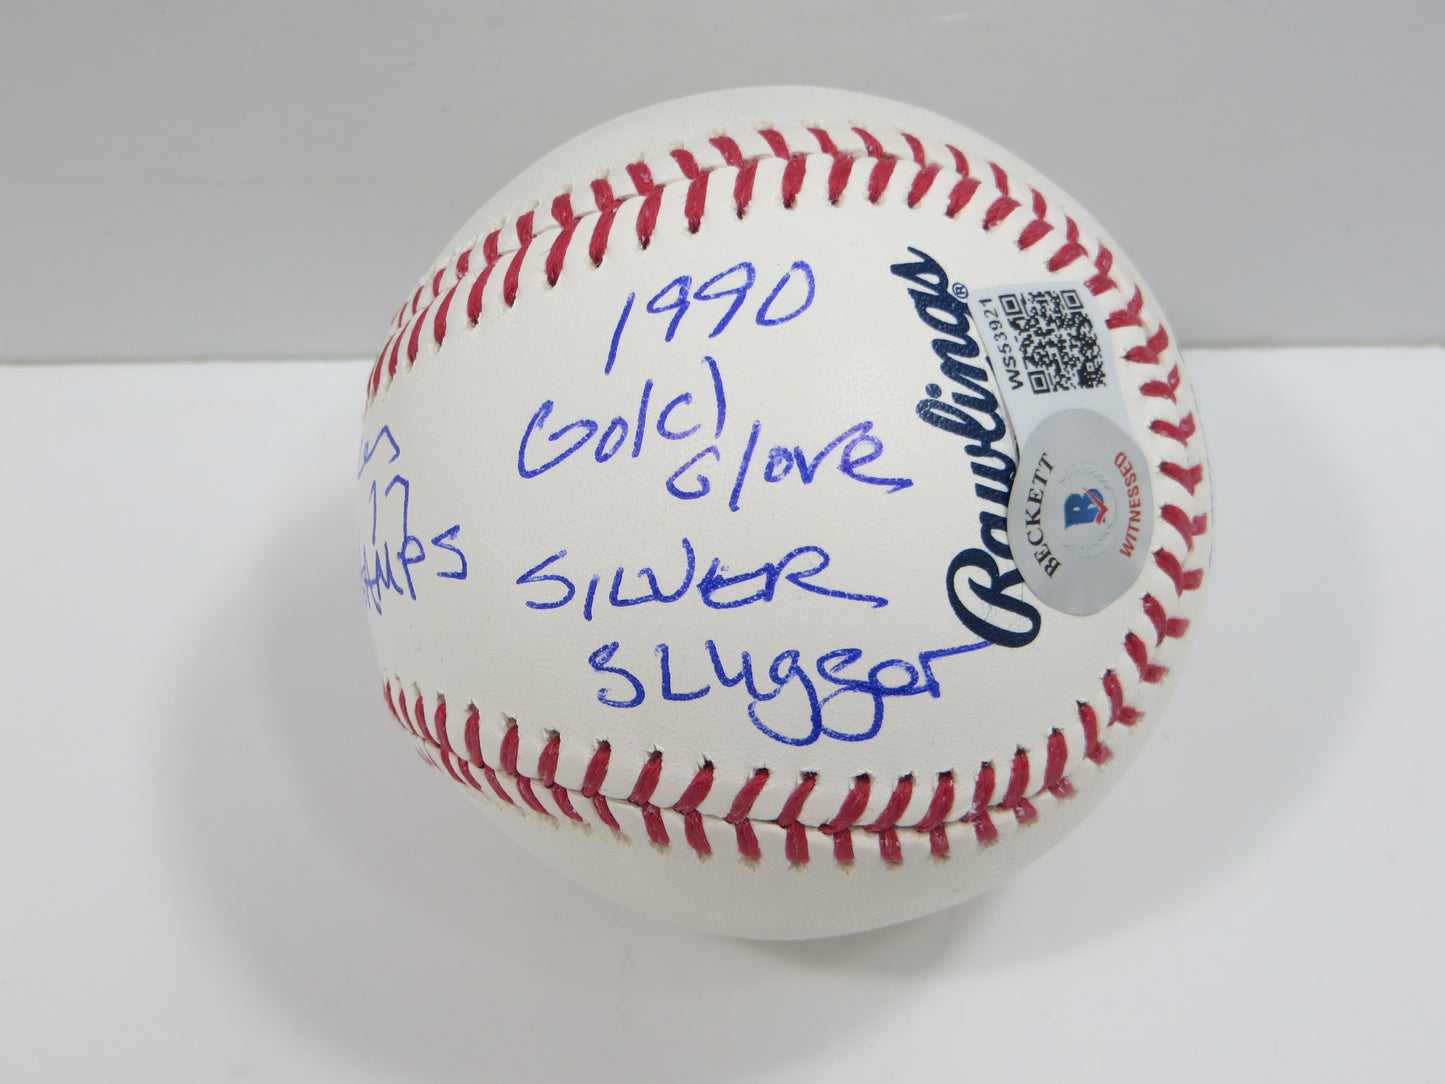 1990
Gold
Glove
SILVER
SLUgger
Rawlings®
WS53921
BECKETT
B
WITNESSED